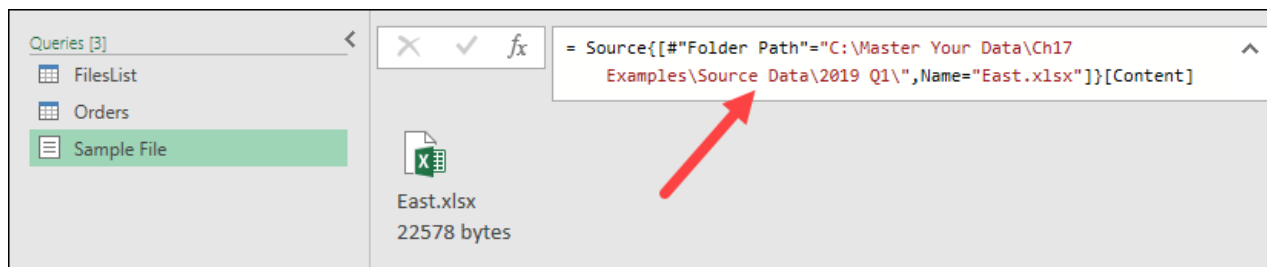 Queries [3]
FilesList
Orders
Sample File
fx
= Source{[#"Folder Path"="C:\Master Your Data\Ch17
Examples\Source Data\2019 Q1\",Name="East.xlsx"]}[Content]
X
East.xlsx
22578 bytes